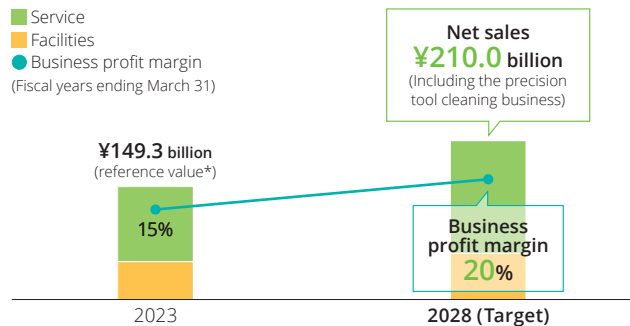 Service
Facilities
Business profit margin
(Fiscal years ending March 31)
Net sales
¥210.0 billion
(Including the precision
tool cleaning business)
¥149.3 billion
(reference value*)
15%
Business
profit margin
20%
2023
2028 (Target)